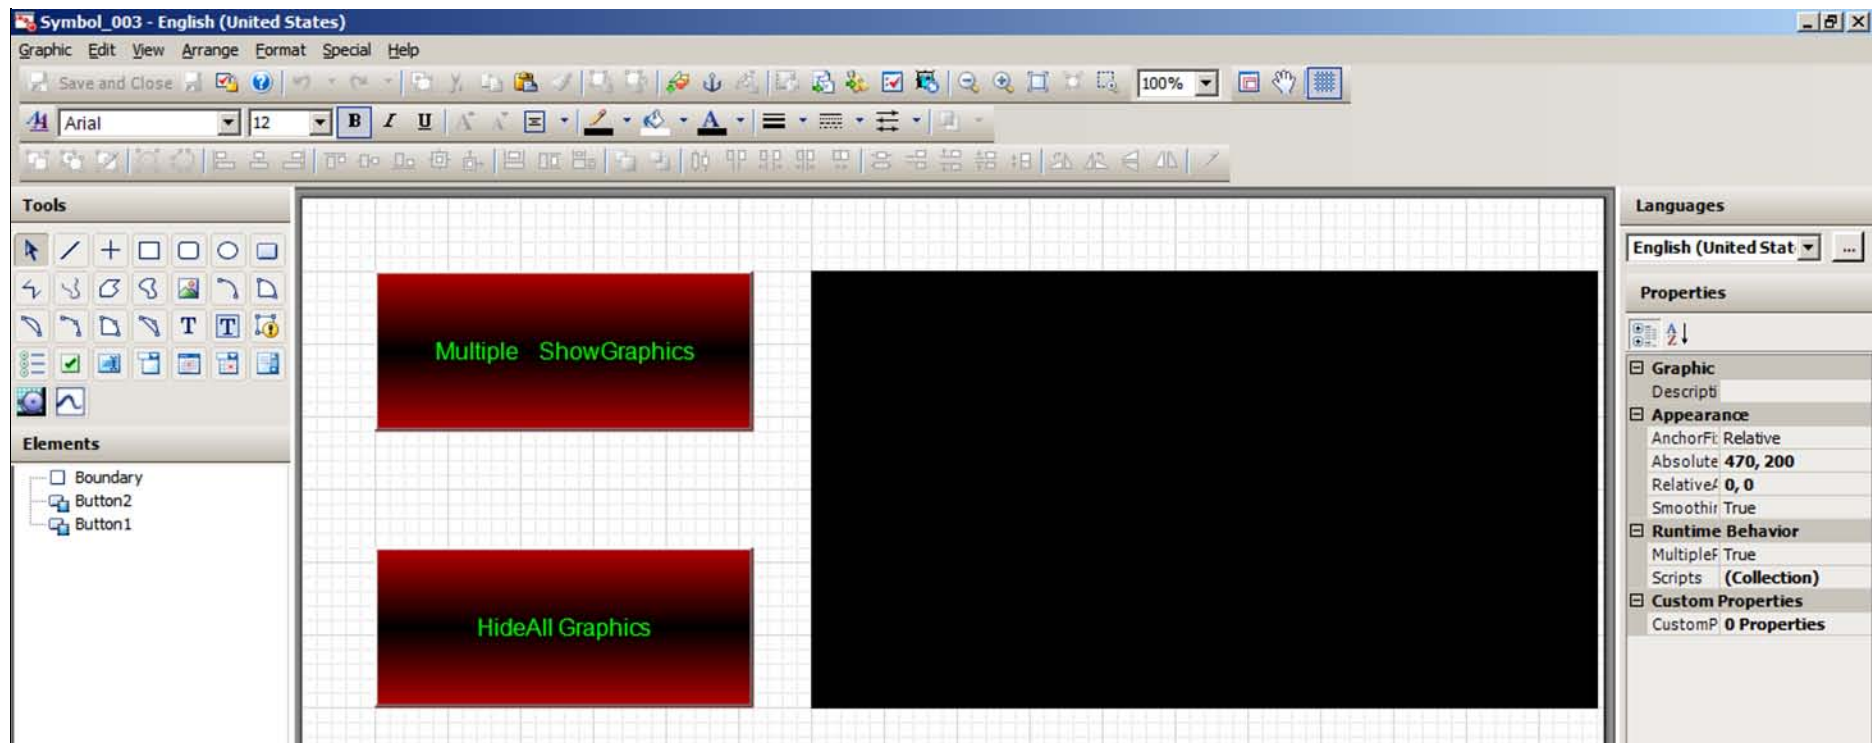 Symbol_003 - English (United States)
Graphic Edit View Arrange Format Special Help
Save and Close 100%
Arial 12 B I U A
Tools
T T
Elements
Boundary
Button2
Button1
Multiple ShowGraphics
HideAll Graphics
Languages
English (United Stat ...
Properties
Graphic
Descripti
Appearance
AnchorFi: Relative
Absolute 470, 200
Relative/ 0, 0
Smoothir True
Runtime Behavior
MultipleF True
Scripts (Collection)
Custom Properties
CustomP 0 Properties